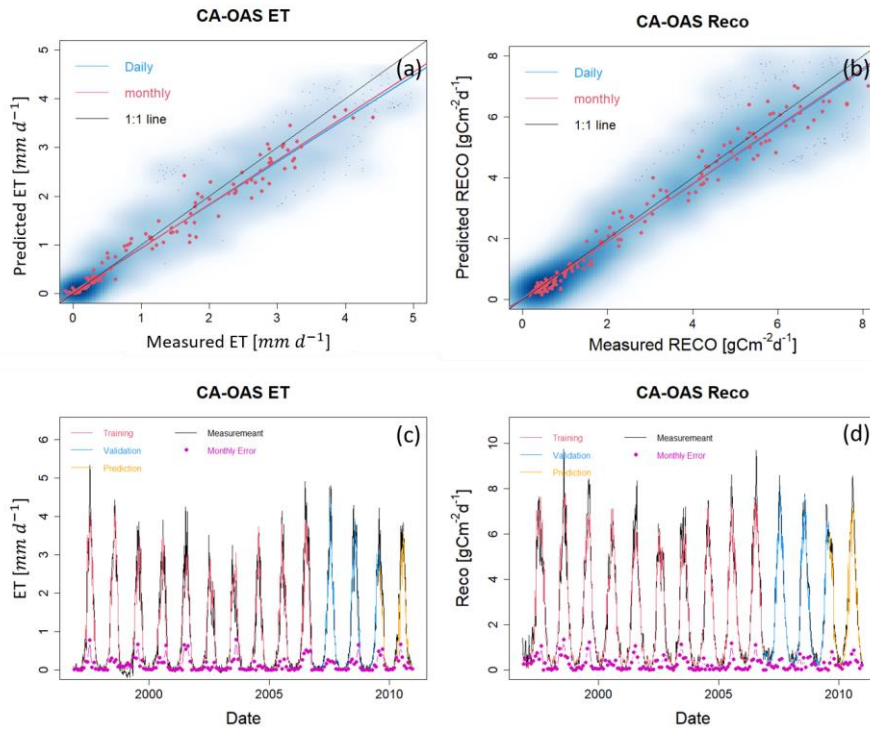 CA-OAS ET
(a)
Daily
monthly
1:1 line
Predicted ET [mm d⁻¹]
5
4
3
2
1
0
0 1 2 3 4 5
Measured ET [mm d⁻¹]
CA-OAS Reco
(b)
Daily
monthly
1:1 line
Predicted RECO [gCm⁻²d⁻¹]
8
6
4
2
0
0 2 4 6 8
Measured RECO [gCm⁻²d⁻¹]
CA-OAS ET
(c)
Training Measuremeant
Validation Monthly Error
Prediction
ET [mm d⁻¹]
6
5
4
3
2
1
0
2000 2005 2010
Date
CA-OAS Reco
(d)
Training Measuremeant
Validation Monthly Error
Prediction
Reco [gCm⁻²d⁻¹]
10
8
6
4
2
0
2000 2005 2010
Date